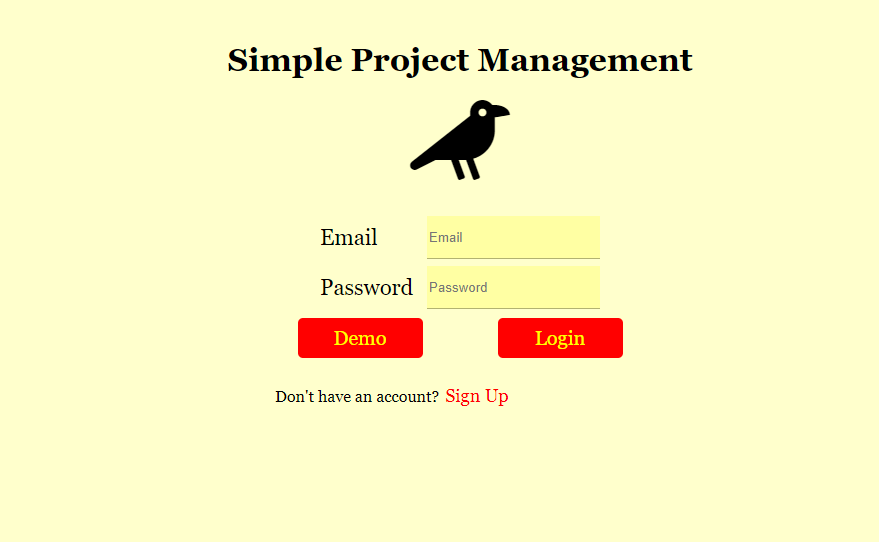 Simple Project Management
Email Email
Password Password
Demo Login
Don't have an account? Sign Up